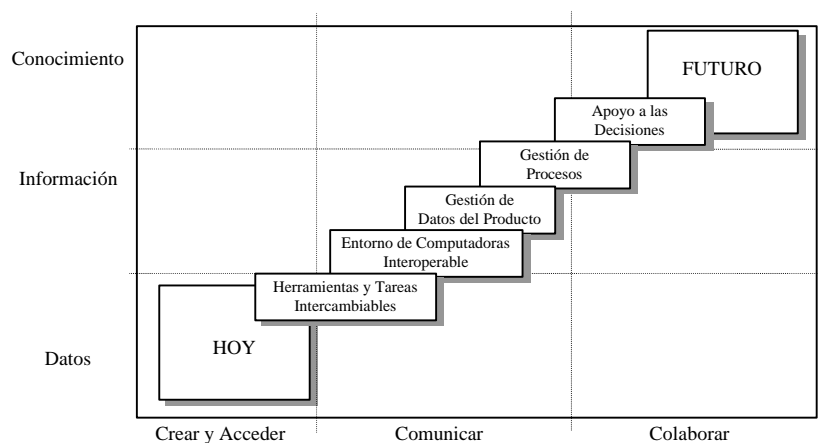 Conocimiento
FUTURO
Apoyo a las
Decisiones
Gestión de
Procesos
Información
Gestión de
Datos del Producto
Entorno de Computadoras
Interoperable
Herramientas y Tareas
Intercambiables
HOY
Datos
Crear y Acceder
Comunicar
Colaborar